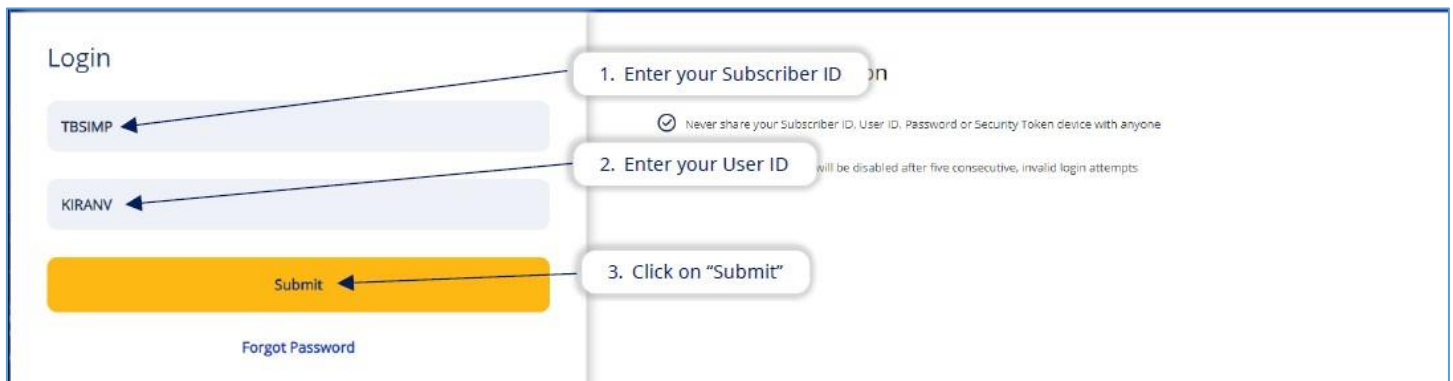 Login
TBSIMP
KIRANV
Submit
Forgot Password
1. Enter your Subscriber ID
Never share your Subscriber ID, User ID, Password or Security Token device with anyone
2. Enter your User ID
will be disabled after five consecutive, invalid login attempts
3. Click on “Submit”